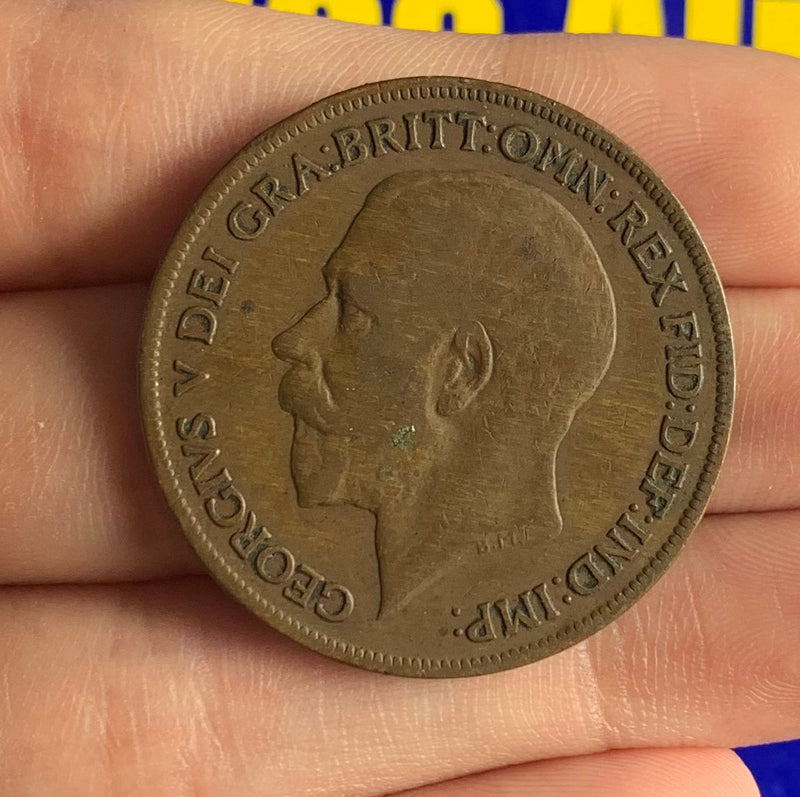 GEORGIVS V DEI GRA:BRITT:OMN:REX FID:DEF:IND:IMP:
B.M.